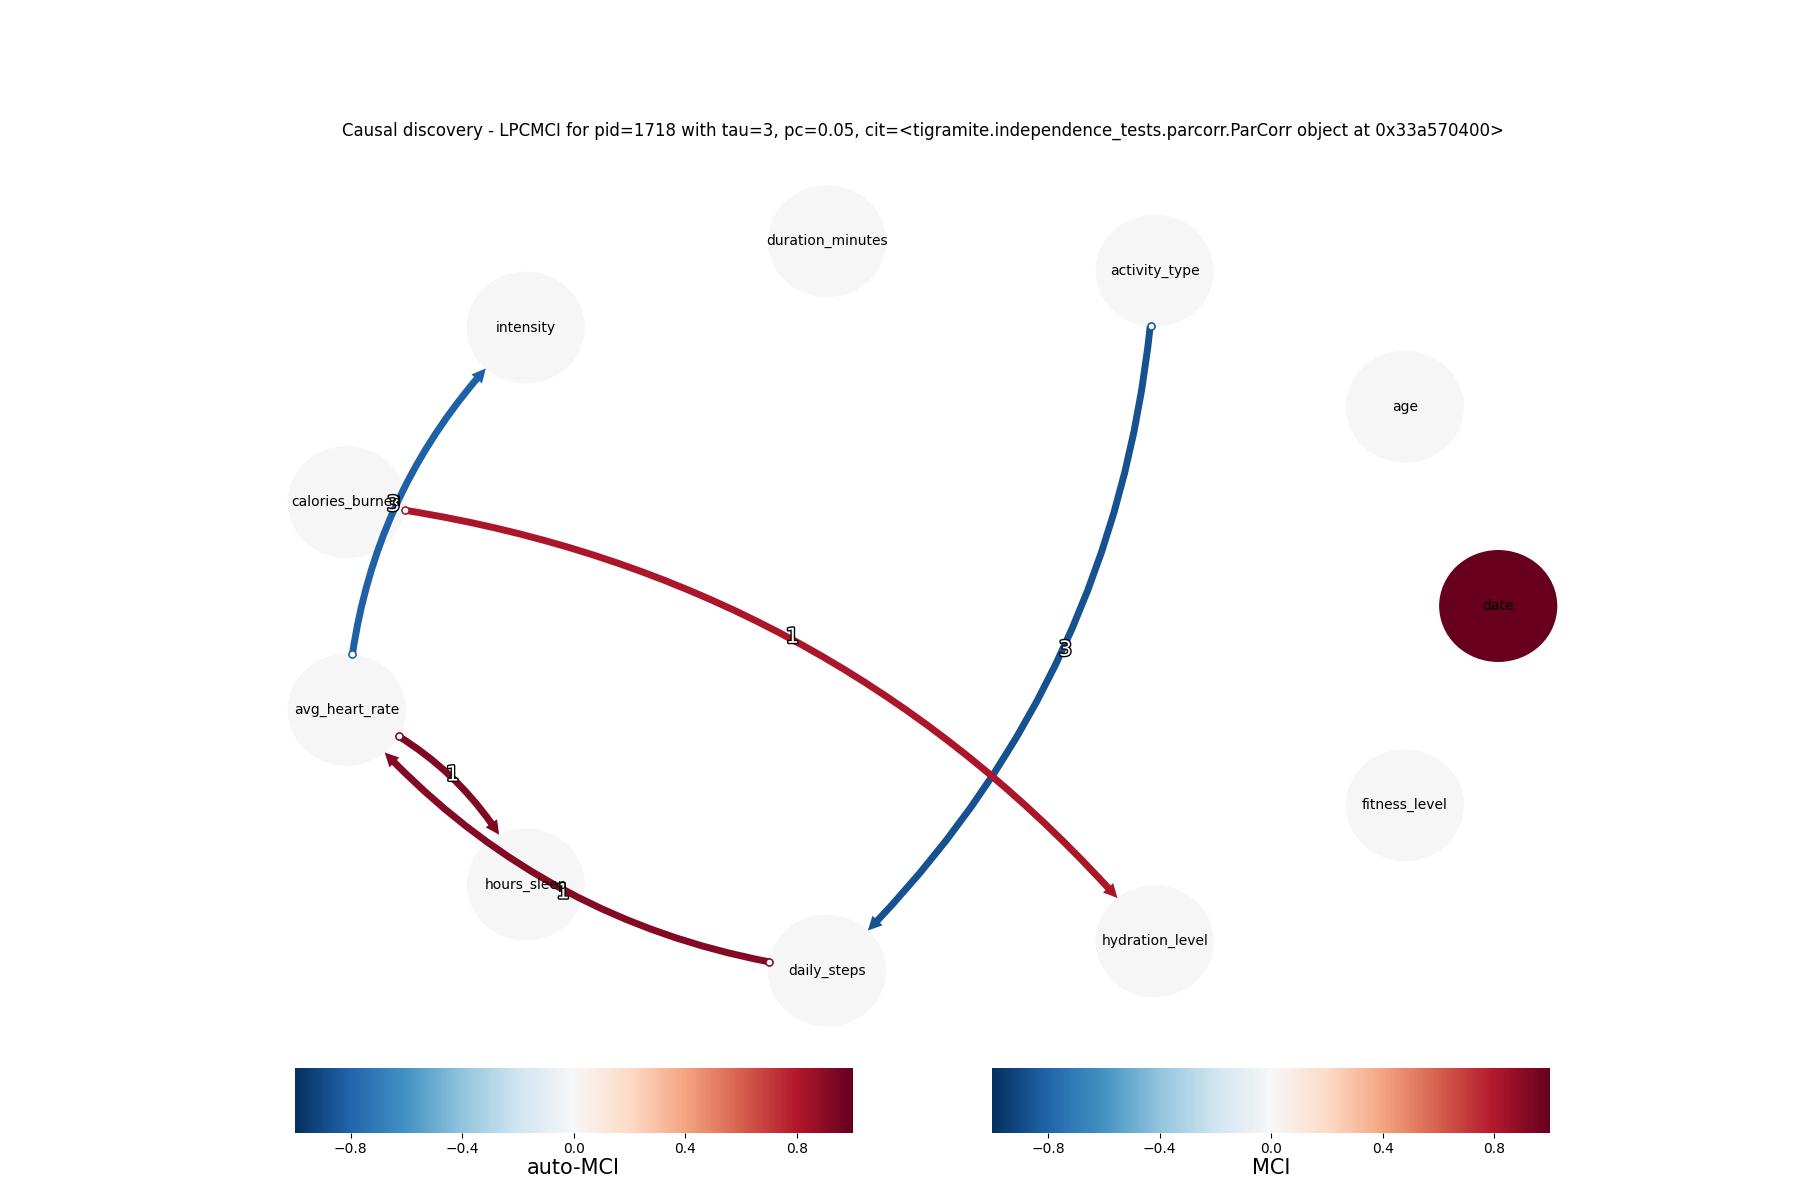 Causal discovery - LPCMCI for pid=1718 with tau=3, pc=0.05, cit=<tigramite.independence_tests.parcorr.ParCorr object at 0x33a570400>
duration_minutes
activity_type
intensity
age
calories_burned
3
date
1
3
avg_heart_rate
1
fitness_level
hours_sleep
1
hydration_level
daily_steps
−0.8 −0.4 0.0 0.4 0.8
auto-MCI
−0.8 −0.4 0.0 0.4 0.8
MCI